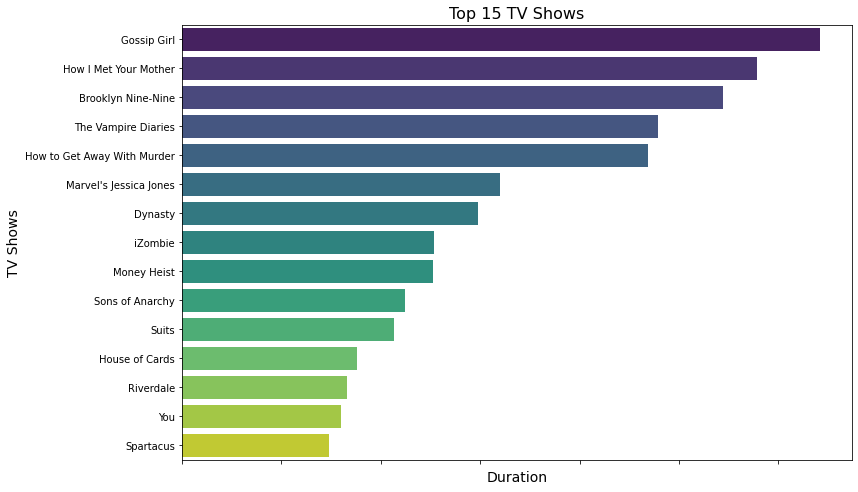 Top 15 TV Shows
Gossip Girl
How I Met Your Mother
Brooklyn Nine-Nine
The Vampire Diaries
How to Get Away With Murder
Marvel's Jessica Jones
Dynasty
iZombie
Money Heist
Sons of Anarchy
Suits
House of Cards
Riverdale
You
Spartacus
TV Shows
Duration